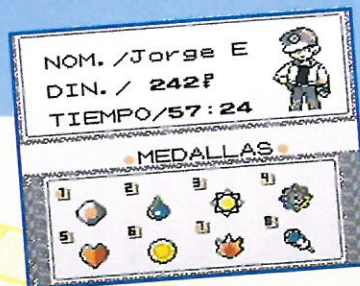 NOM./Jorge E
DIN./ 242₽
TIEMPO/57:24
MEDALLAS
1 2 3 4
5 6 7 8